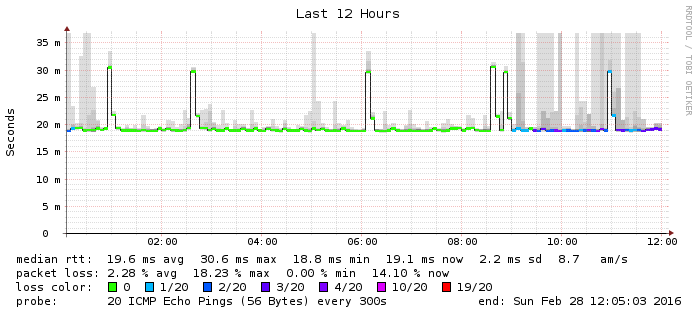 Last 12 Hours
RRDTOOL / TOBI OETIKER
Seconds
35 m
30 m
25 m
20 m
15 m
10 m
5 m
0
02:00 04:00 06:00 08:00 10:00 12:00
median rtt: 19.6 ms avg 30.6 ms max 18.8 ms min 19.1 ms now 2.2 ms sd 8.7 am/s
packet loss: 2.28 % avg 18.23 % max 0.00 % min 14.10 % now
loss color: 0 1/20 2/20 3/20 4/20 10/20 19/20
probe: 20 ICMP Echo Pings (56 Bytes) every 300s end: Sun Feb 28 12:05:03 2016